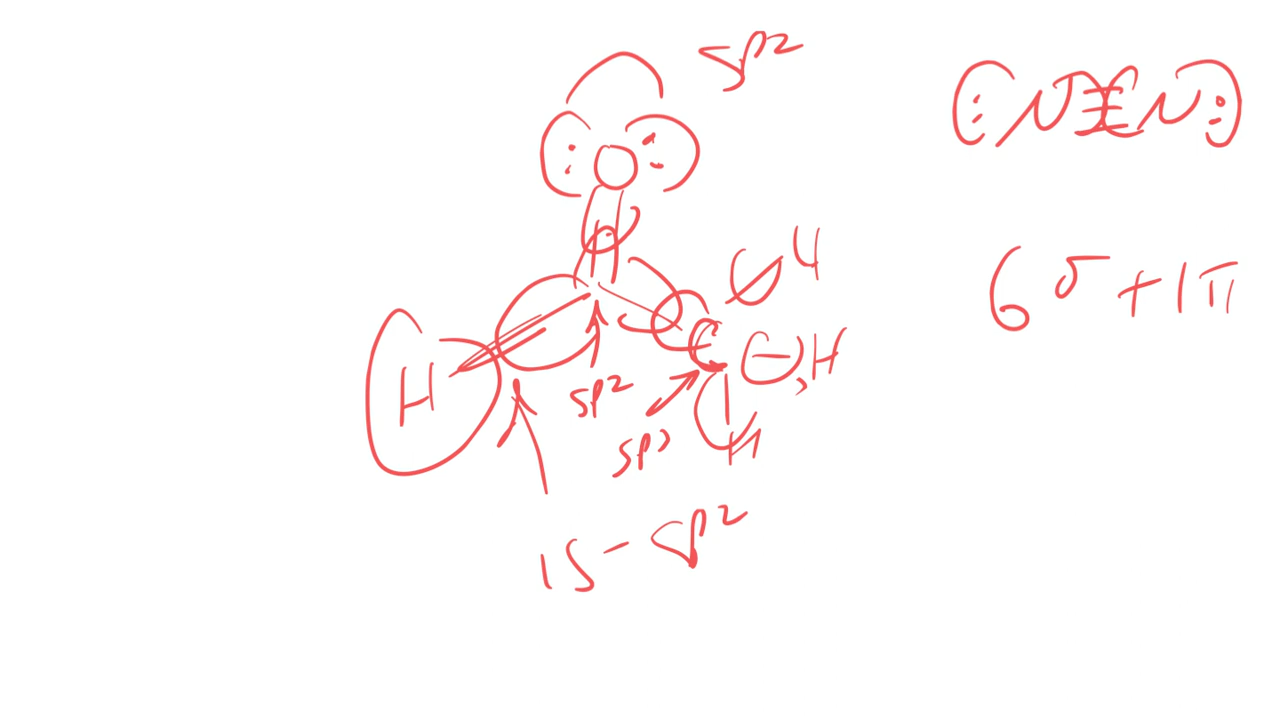 sp²
:N≡N:
O
H
6σ+1π
H
C
H
sp²
sp³
H
1s-sp²